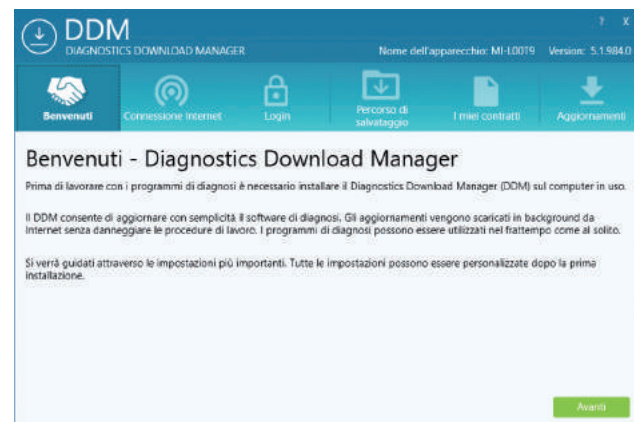 DDM
DIAGNOSTICS DOWNLOAD MANAGER
? X
Nome dell'apparecchio: MI-L0019 Version: 5.1.984.0
Benvenuti
Connessione Internet
Login
Percorso di
salvataggio
I miei contratti
Aggiornamenti
Benvenuti - Diagnostics Download Manager
Prima di lavorare con i programmi di diagnosi è necessario installare il Diagnostics Download Manager (DDM) sul computer in uso.
Il DDM consente di aggiornare con semplicità il software di diagnosi. Gli aggiornamenti vengono scaricati in background da
Internet senza danneggiare le procedure di lavoro. I programmi di diagnosi possono essere utilizzati nel frattempo come al solito.
Si verrà guidati attraverso le impostazioni più importanti. Tutte le impostazioni possono essere personalizzate dopo la prima
installazione.
Avanti